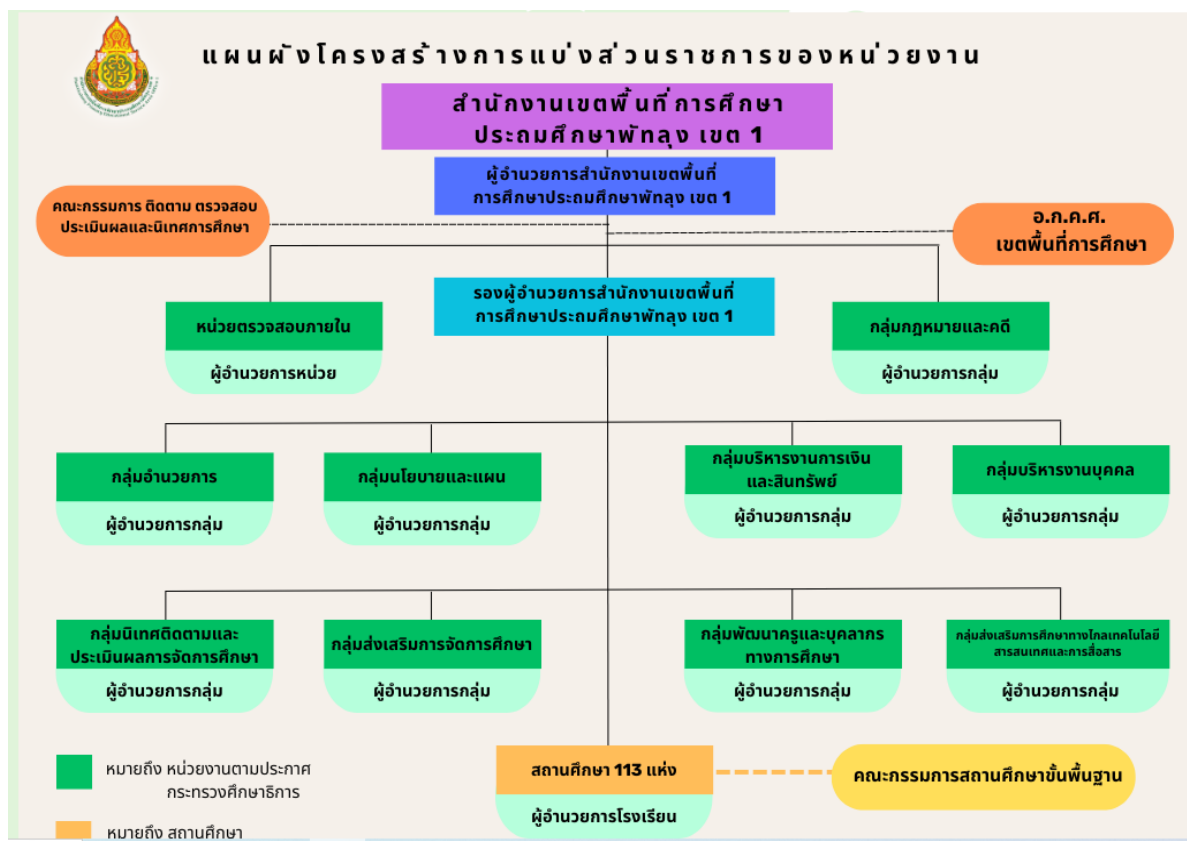 แผนผังโครงสร้างการแบ่งส่วนราชการของหน่วยงาน
สำนักงานเขตพื้นที่การศึกษา
ประถมศึกษาพัทลุง เขต 1
ผู้อำนวยการสำนักงานเขตพื้นที่
การศึกษาประถมศึกษาพัทลุง เขต 1
คณะกรรมการ ติดตาม ตรวจสอบ
ประเมินผลและนิเทศการศึกษา
อ.ก.ค.ศ.
เขตพื้นที่การศึกษา
รองผู้อำนวยการสำนักงานเขตพื้นที่
การศึกษาประถมศึกษาพัทลุง เขต 1
หน่วยตรวจสอบภายใน
ผู้อำนวยการหน่วย
กลุ่มกฎหมายและคดี
ผู้อำนวยการกลุ่ม
กลุ่มอำนวยการ
ผู้อำนวยการกลุ่ม
กลุ่มนโยบายและแผน
ผู้อำนวยการกลุ่ม
กลุ่มบริหารงานการเงิน
และสินทรัพย์
ผู้อำนวยการกลุ่ม
กลุ่มบริหารงานบุคคล
ผู้อำนวยการกลุ่ม
กลุ่มนิเทศติดตามและ
ประเมินผลการจัดการศึกษา
ผู้อำนวยการกลุ่ม
กลุ่มส่งเสริมการจัดการศึกษา
ผู้อำนวยการกลุ่ม
กลุ่มพัฒนาครูและบุคลากร
ทางการศึกษา
ผู้อำนวยการกลุ่ม
กลุ่มส่งเสริมการศึกษาทางไกลเทคโนโลยี
สารสนเทศและการสื่อสาร
ผู้อำนวยการกลุ่ม
สถานศึกษา 113 แห่ง
ผู้อำนวยการโรงเรียน
คณะกรรมการสถานศึกษาขั้นพื้นฐาน
หมายถึง หน่วยงานตามประกาศ
กระทรวงศึกษาธิการ
หมายถึง สถานศึกษา